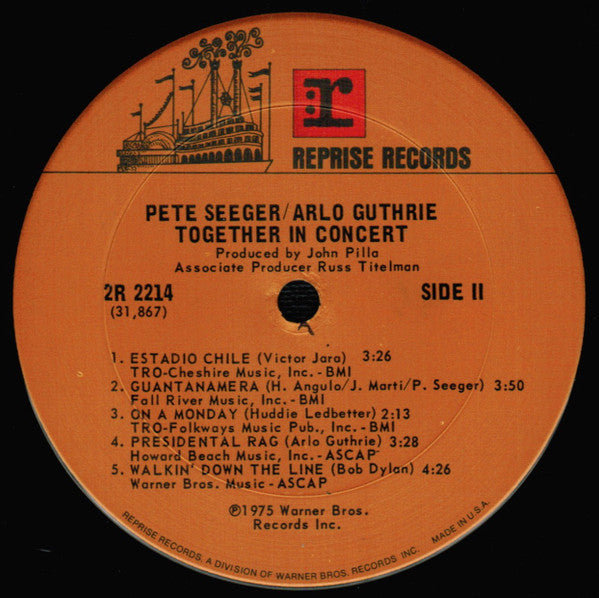 :r
REPRISE RECORDS
PETE SEEGER/ARLO GUTHRIE
TOGETHER IN CONCERT
Produced by John Pilla
Associate Producer Russ Titelman
2R 2214
SIDE II
(31,867)
A
1. ESTADIO CHILE (Victor Jara) 3:26
TRO-Cheshire Music, Inc. - BMI
2. GUANTANAMERA (H. Angulo/J. Marti/P. Seeger) 3:50
Fall River Music, Inc. - BMI
3. ON A MONDAY (Huddie Ledbetter) 2:13
TRO-Folkways Music Pub., Inc. - BMI
4. PRESIDENTAL RAG (Arlo Guthrie) 3:28
Howard Beach Music, Inc. - ASCAP
5. WALKIN' DOWN THE LINE (Bob Dylan) 4:26
Warner Bros. Music - ASCAP
℗1975 Warner Bros.
Records Inc.
REPRISE RECORDS, A DIVISION OF WARNER BROS. RECORDS INC. MADE IN U.S.A.